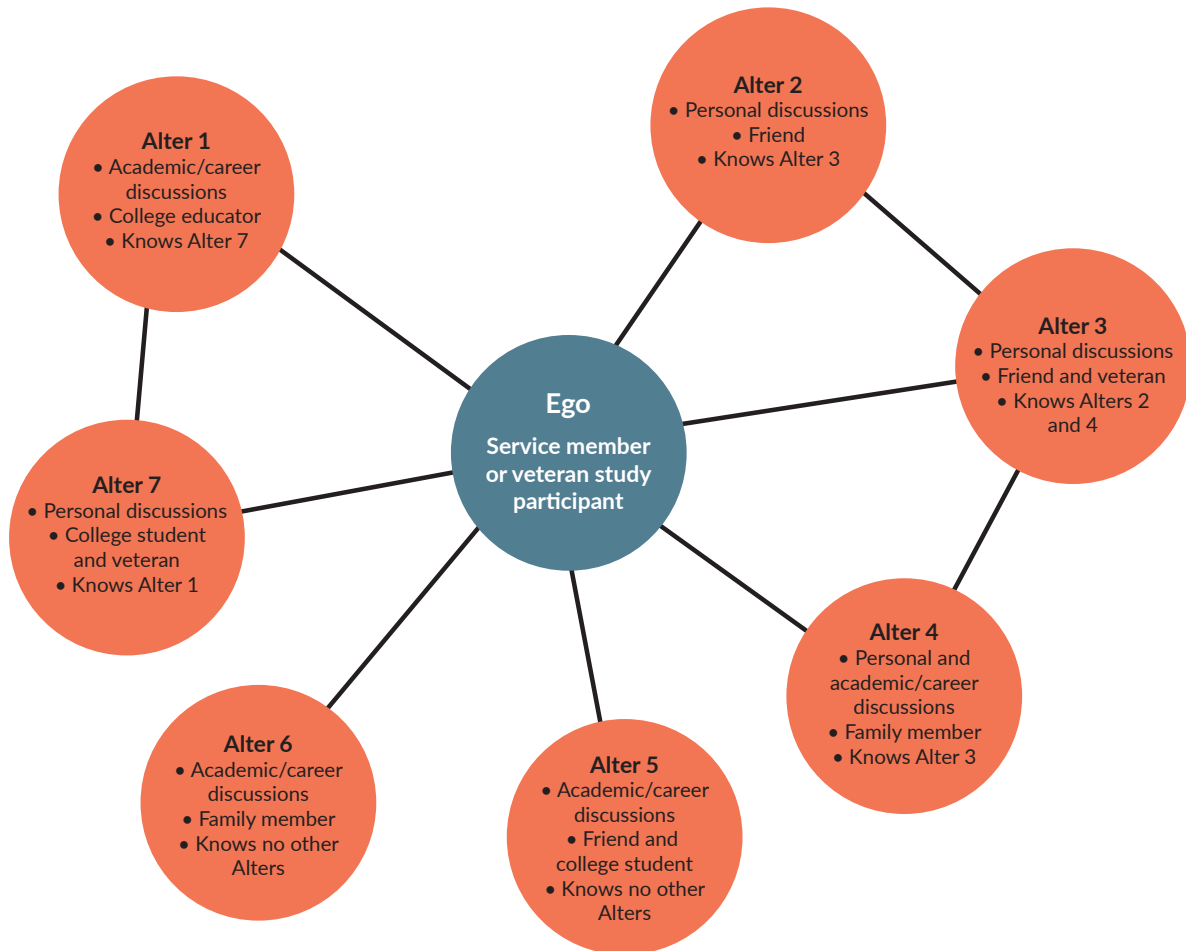 Alter 1
• Academic/career
discussions
• College educator
• Knows Alter 7
Alter 2
• Personal discussions
• Friend
• Knows Alter 3
Alter 3
• Personal discussions
• Friend and veteran
• Knows Alters 2
and 4
Ego
Service member
or veteran study
participant
Alter 7
• Personal discussions
• College student
and veteran
• Knows Alter 1
Alter 4
• Personal and
academic/career
discussions
• Family member
• Knows Alter 3
Alter 6
• Academic/career
discussions
• Family member
• Knows no other
Alters
Alter 5
• Academic/career
discussions
• Friend and
college student
• Knows no other
Alters